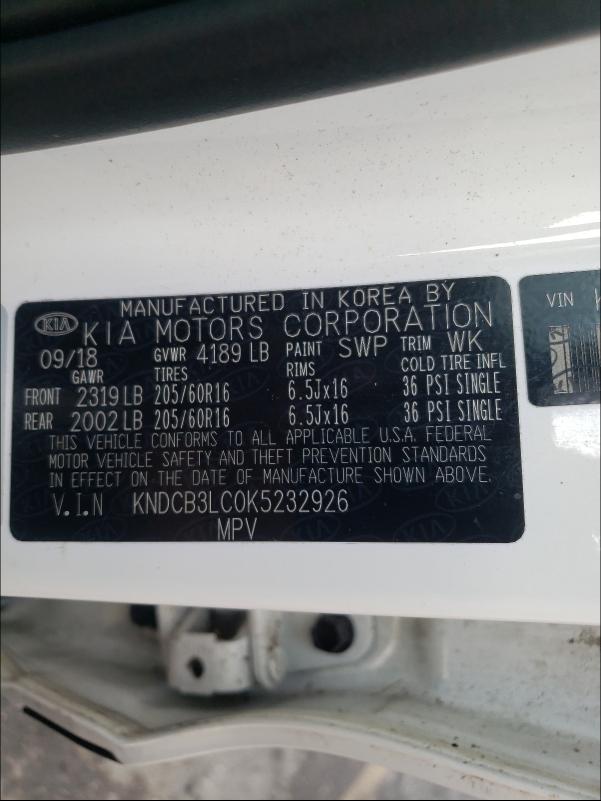 MANUFACTURED IN KOREA BY
KIA KIA MOTORS CORPORATION
09/18 GVWR 4189 LB PAINT SWP TRIM WK
GAWR TIRES RIMS COLD TIRE INFL
FRONT 2319 LB 205/60R16 6.5Jx16 36 PSI SINGLE
REAR 2002 LB 205/60R16 6.5Jx16 36 PSI SINGLE
THIS VEHICLE CONFORMS TO ALL APPLICABLE U.S.A. FEDERAL
MOTOR VEHICLE SAFETY AND THEFT PREVENTION STANDARDS
IN EFFECT ON THE DATE OF MANUFACTURE SHOWN ABOVE.
V.I.N KNDCB3LC0K5232926
MPV
VIN